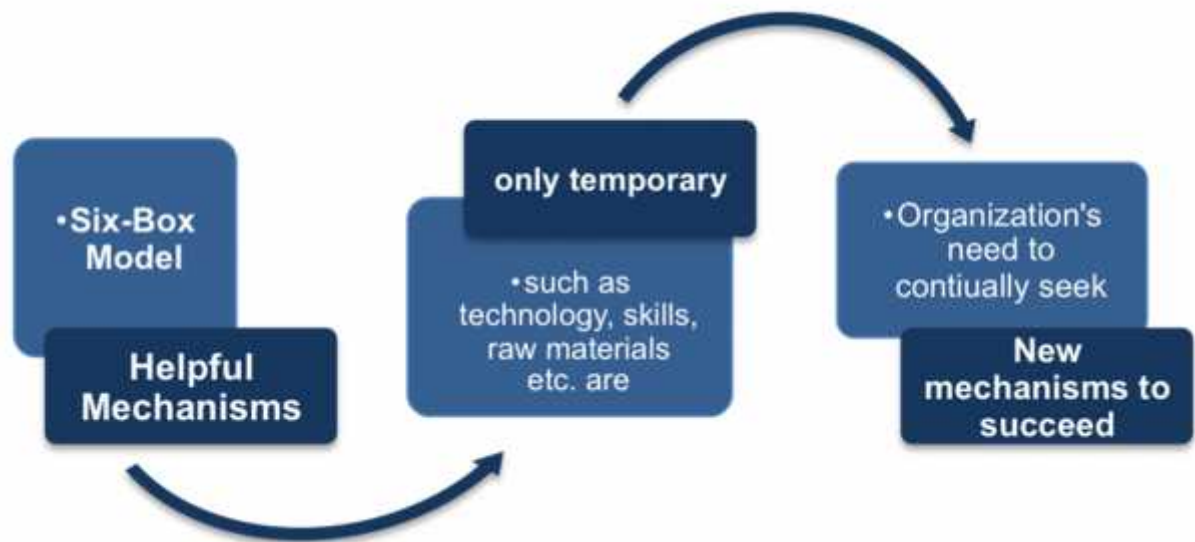 •Six-Box
Model
Helpful
Mechanisms
only temporary
•such as
technology, skills,
raw materials
etc. are
•Organization's
need to
contiually seek
New
mechanisms to
succeed